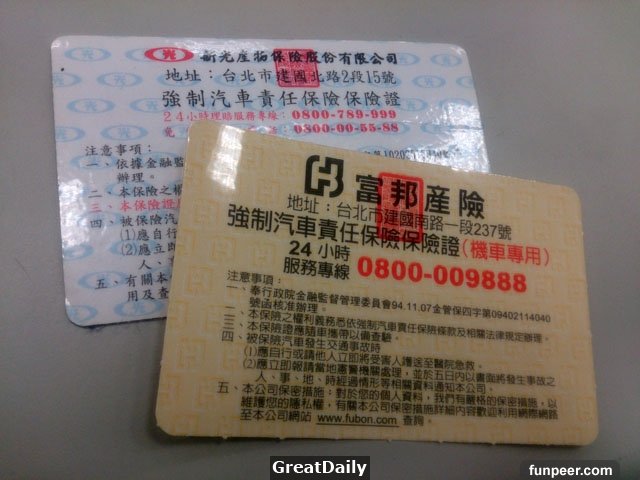 新光產物保險股份有限公司
地址：台北市建國北路2段15號
強制汽車責任保險保險證
24小時理賠服務專線：0800-789-999
免 0800-00-55-88
注意事項：
一、依據金融監
辦理。
二、本保險之權
三、本保險證
四、被保險汽
(1)應自行
(2)應立即
人、
五、有關本
用及查
富邦產險
地址：台北市建國南路一段237號
強制汽車責任保險保險證(機車專用)
24小時
服務專線 0800-009888
注意事項：
一、奉行政院金融監督管理委員會94.11.07金管保四字第09402114040
號函核准辦理。
二、本保險之權利義務悉依強制汽車責任保險條款及相關法律規定辦理。
三、本保險證應隨車攜帶以備查驗。
四、被保險汽車發生交通事故時
(1)應自行或請他人立即將受害人護送至醫院急救。
(2)應立即報請當地憲警機關處理，並於五日內以書面將發生事故之
人、事、地、時經過情形等相關資料通知本公司。
五、本公司保密措施：對於您的個人資料，我們有嚴格的保密措施，以
維護您的隱私權，有關本公司保密措施詳細內容歡迎利用網際網路
至本公司網站 www.fubon.com 查詢。
GreatDaily
funpeer.com